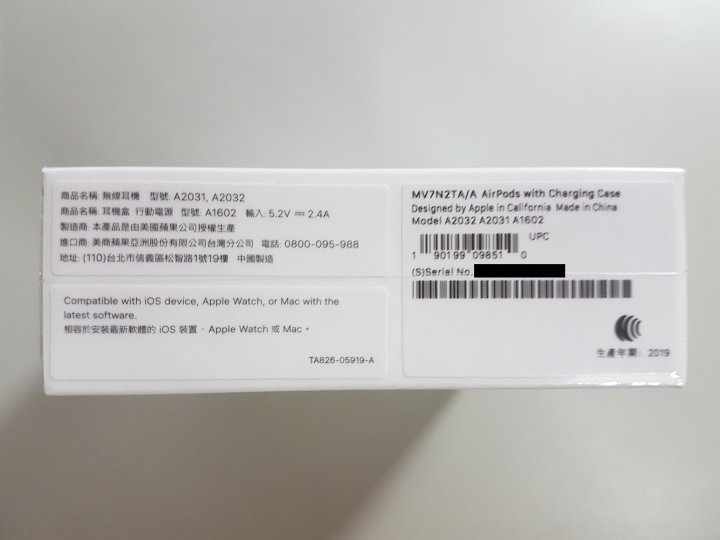 商品名稱: 無線耳機 型號: A2031, A2032
商品名稱: 耳機盒 行動電源 型號: A1602 輸入: 5.2V ⎓ 2.4A
製造商: 本產品是由美國蘋果公司授權生產
進口商: 美商蘋果亞洲股份有限公司台灣分公司 電話: 0800-095-988
地址: (110)台北市信義區松智路1號19樓 中國製造
Compatible with iOS device, Apple Watch, or Mac with the
latest software.
相容於安裝最新軟體的 iOS 裝置、Apple Watch 或 Mac。
TA826-05919-A
MV7N2TA/A AirPods with Charging Case
Designed by Apple in California Made in China
Model A2032 A2031 A1602
UPC
1 90199 09851 0
(S)Serial No.
生產年期: 2019